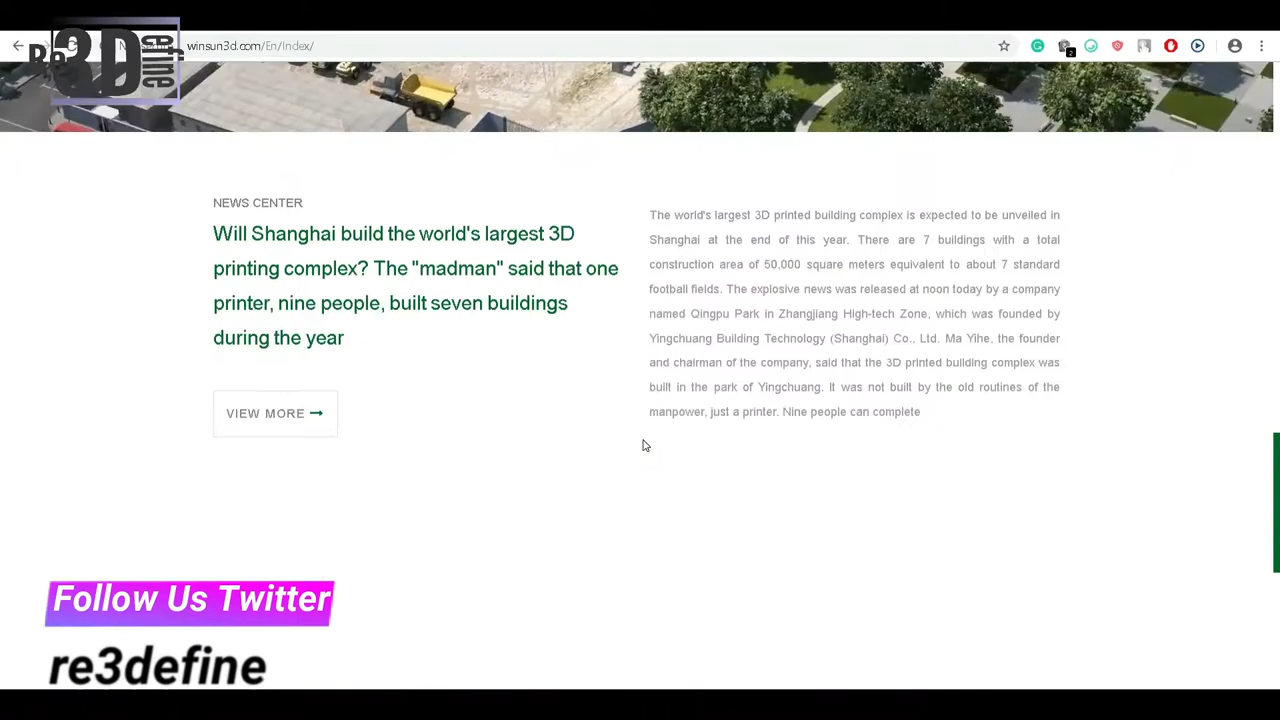 Re3Define
winsun3d.com/En/Index/
2
NEWS CENTER
Will Shanghai build the world's largest 3D
printing complex? The "madman" said that one
printer, nine people, built seven buildings
during the year
VIEW MORE
The world's largest 3D printed building complex is expected to be unveiled in
Shanghai at the end of this year. There are 7 buildings with a total
construction area of 50,000 square meters equivalent to about 7 standard
football fields. The explosive news was released at noon today by a company
named Qingpu Park in Zhangjiang High-tech Zone, which was founded by
Yingchuang Building Technology (Shanghai) Co., Ltd. Ma Yihe, the founder
and chairman of the company, said that the 3D printed building complex was
built in the park of Yingchuang. It was not built by the old routines of the
manpower, just a printer. Nine people can complete
Follow Us Twitter
re3define